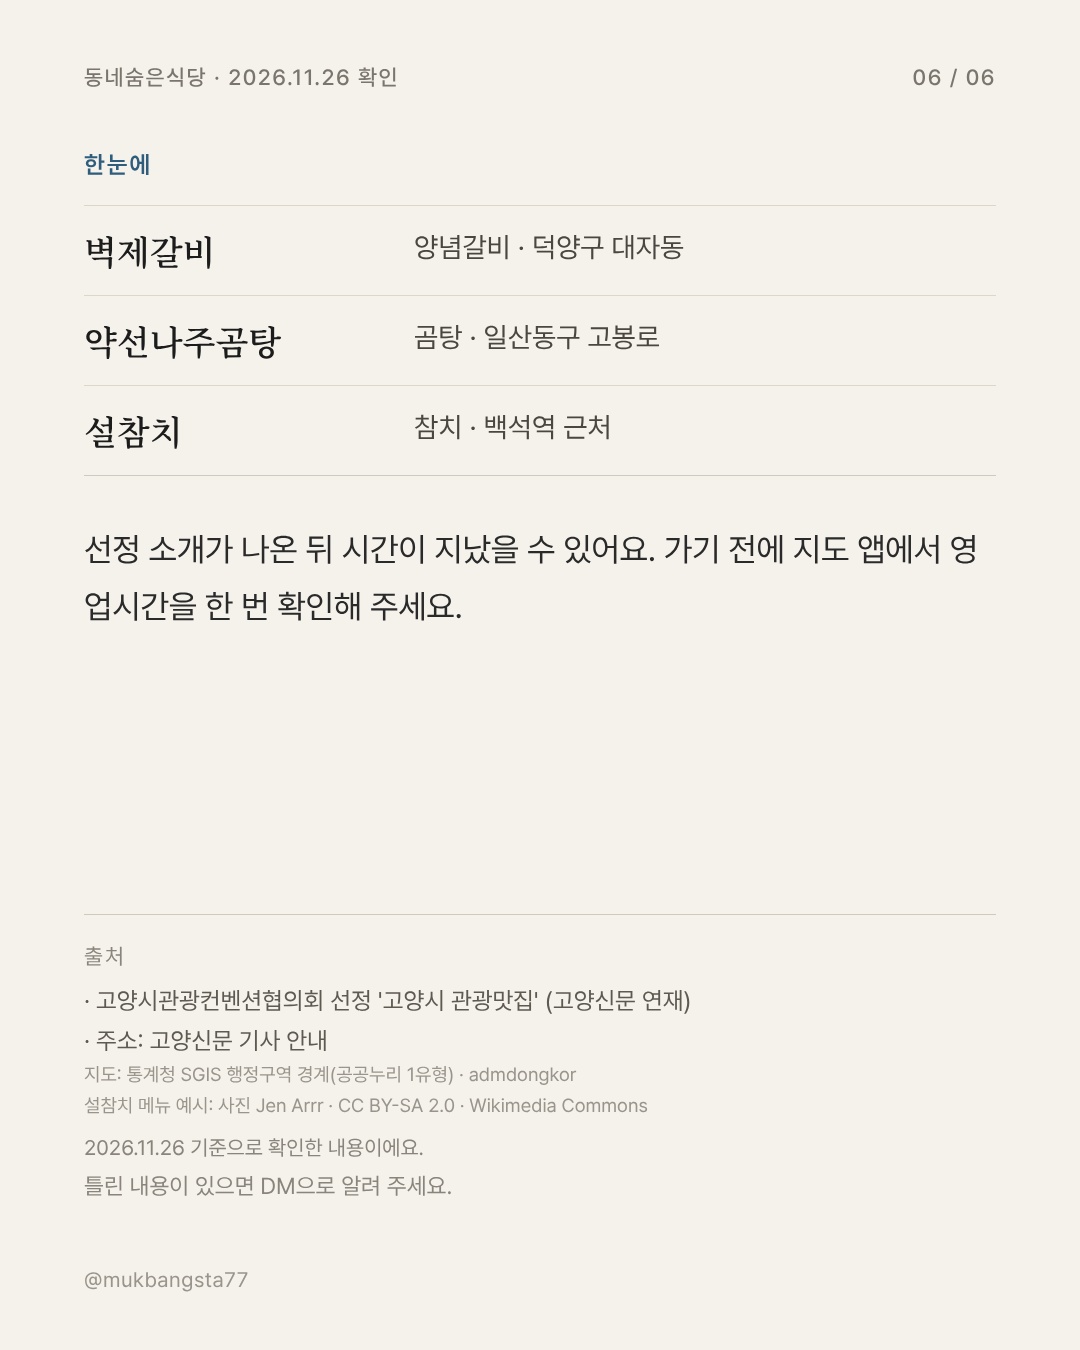 동네숨은식당 · 2026.11.26 확인
06 / 06
한눈에
벽제갈비
양념갈비 · 덕양구 대자동
약선나주곰탕
곰탕 · 일산동구 고봉로
설참치
참치 · 백석역 근처
선정 소개가 나온 뒤 시간이 지났을 수 있어요. 가기 전에 지도 앱에서 영
업시간을 한 번 확인해 주세요.
출처
· 고양시관광컨벤션협의회 선정 '고양시 관광맛집' (고양신문 연재)
· 주소: 고양신문 기사 안내
지도: 통계청 SGIS 행정구역 경계(공공누리 1유형) · admdongkor
설참치 메뉴 예시: 사진 Jen Arrr · CC BY-SA 2.0 · Wikimedia Commons
2026.11.26 기준으로 확인한 내용이에요.
틀린 내용이 있으면 DM으로 알려 주세요.
@mukbangsta77